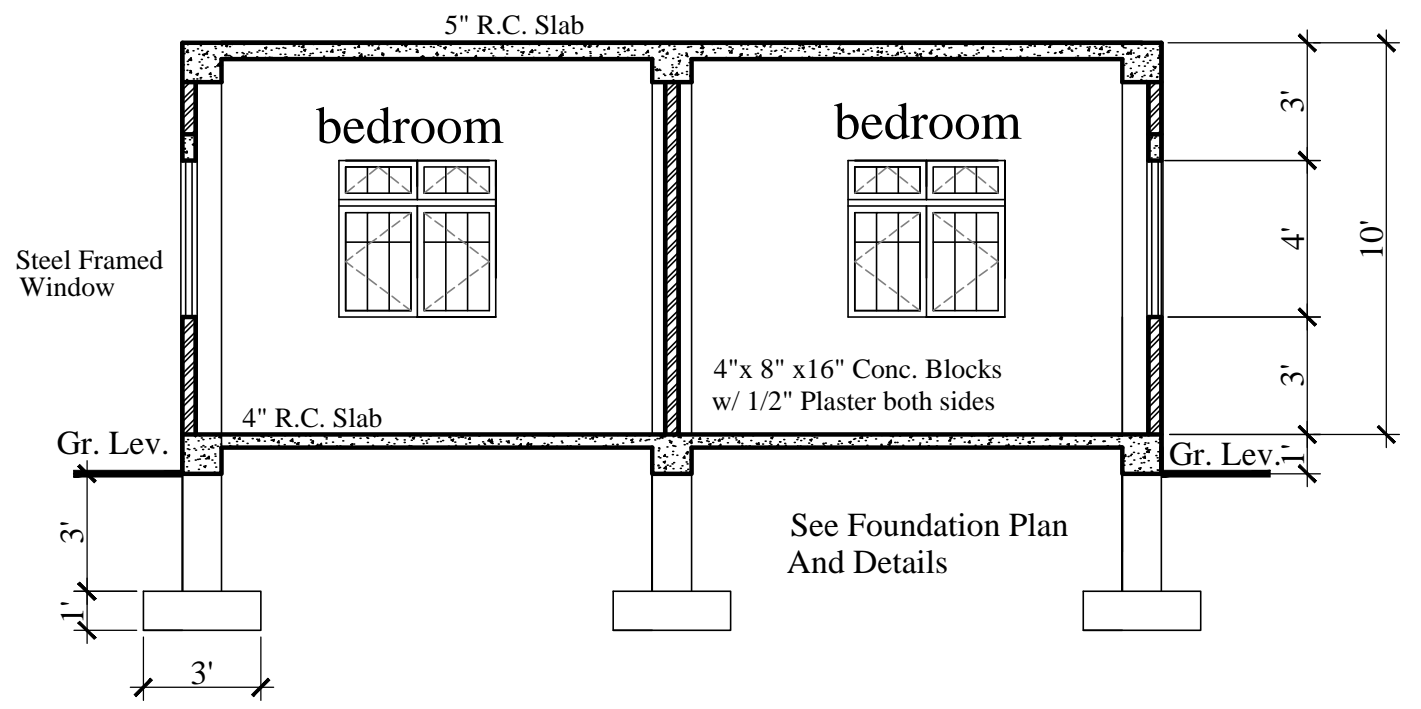 5" R.C. Slab
bedroom
bedroom
3'
4'
10'
Steel Framed
Window
4"x 8" x16" Conc. Blocks
w/ 1/2" Plaster both sides
3'
4" R.C. Slab
Gr. Lev.
Gr. Lev.
1'
3'
See Foundation Plan
And Details
1'
3'